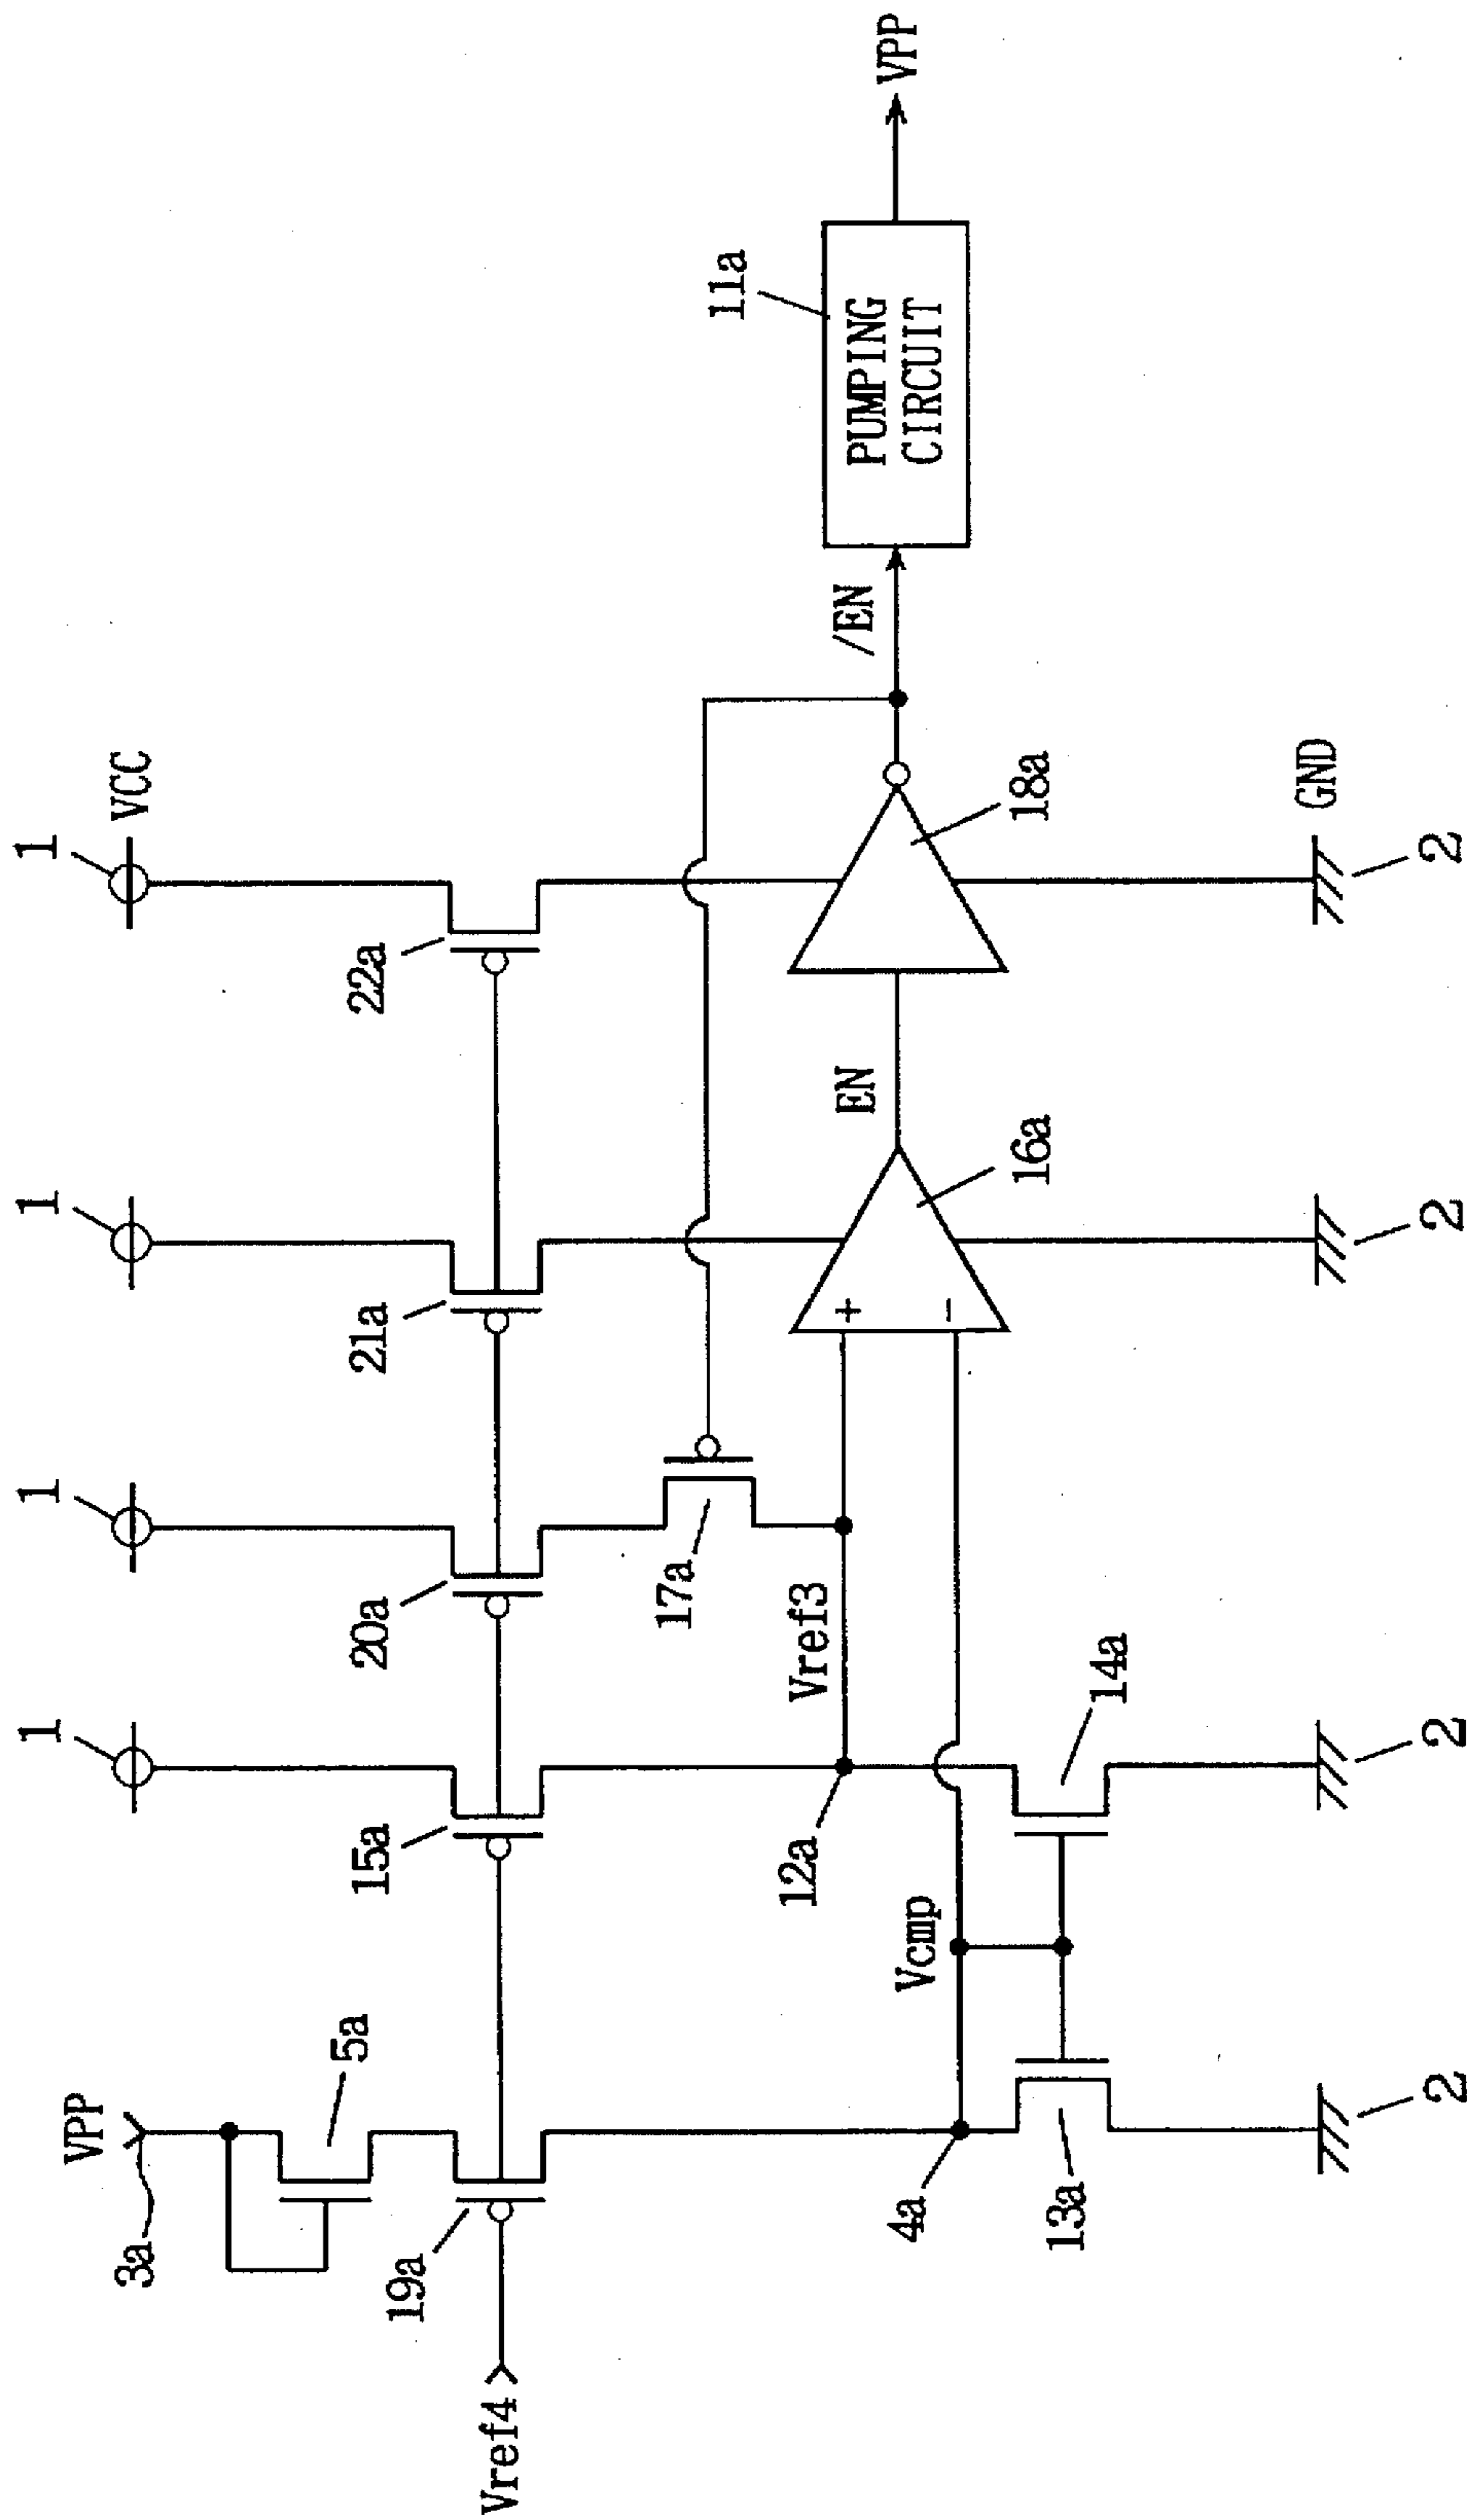 1
1
1
1
VCC
VPP
3a
5a
19a
15a
20a
21a
22a
Vref4
17a
11a
Vref3
12a
EN
/EN
PUMPING
CIRCUIT
VPP
Vcmp
4a
+
-
16a
18a
13a
14a
GND
2
2
2
2